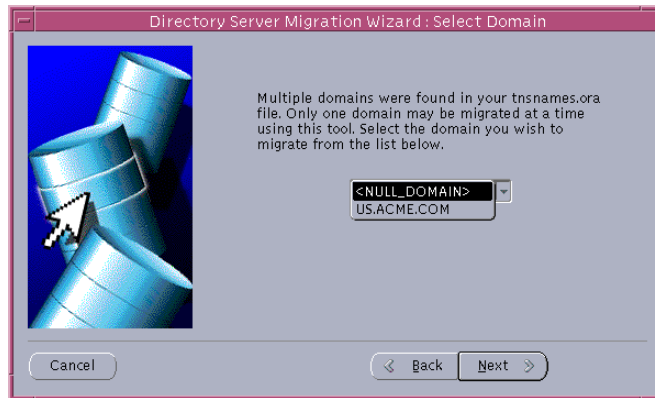 Directory Server Migration Wizard : Select Domain
Multiple domains were found in your tnsnames.ora
file. Only one domain may be migrated at a time
using this tool. Select the domain you wish to
migrate from the list below.
<NULL_DOMAIN>
US.ACME.COM
Cancel
Back
Next